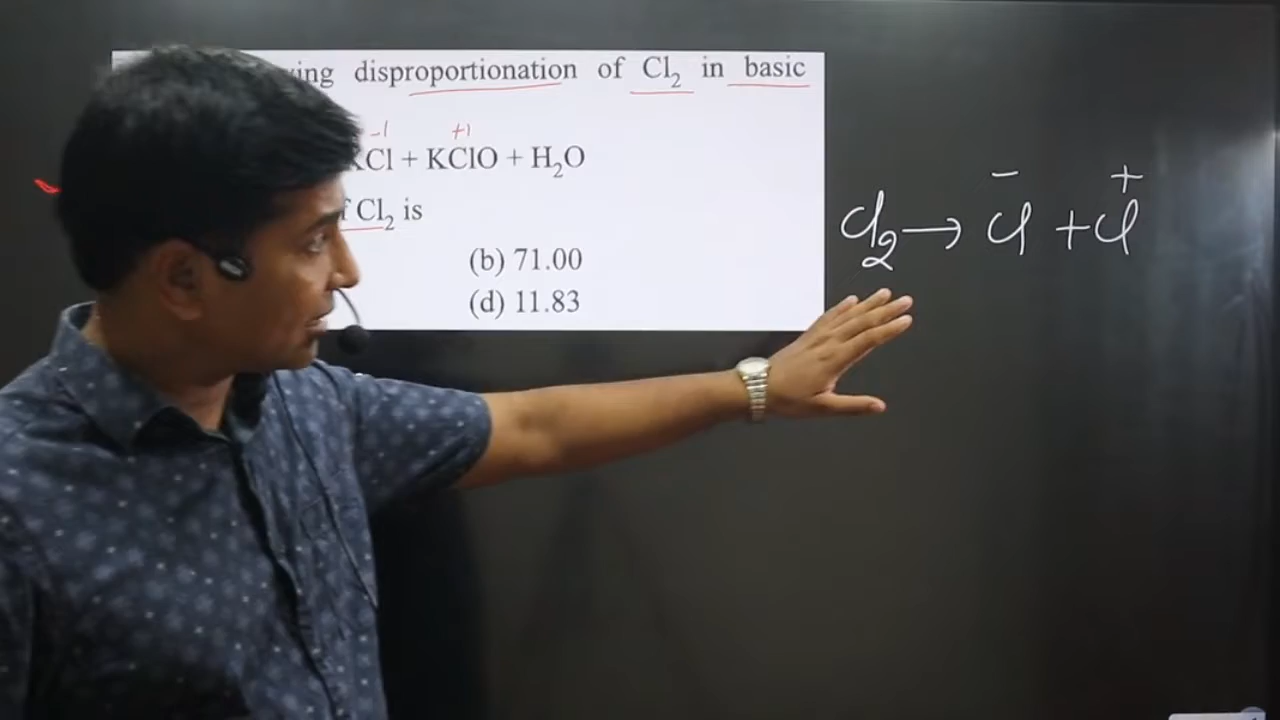 disproportionation of Cl₂ in basic
-1 +1
KCl + KClO + H₂O
Cl₂ is
(b) 71.00
(d) 11.83
Cl₂ → Cl⁻ + Cl⁺